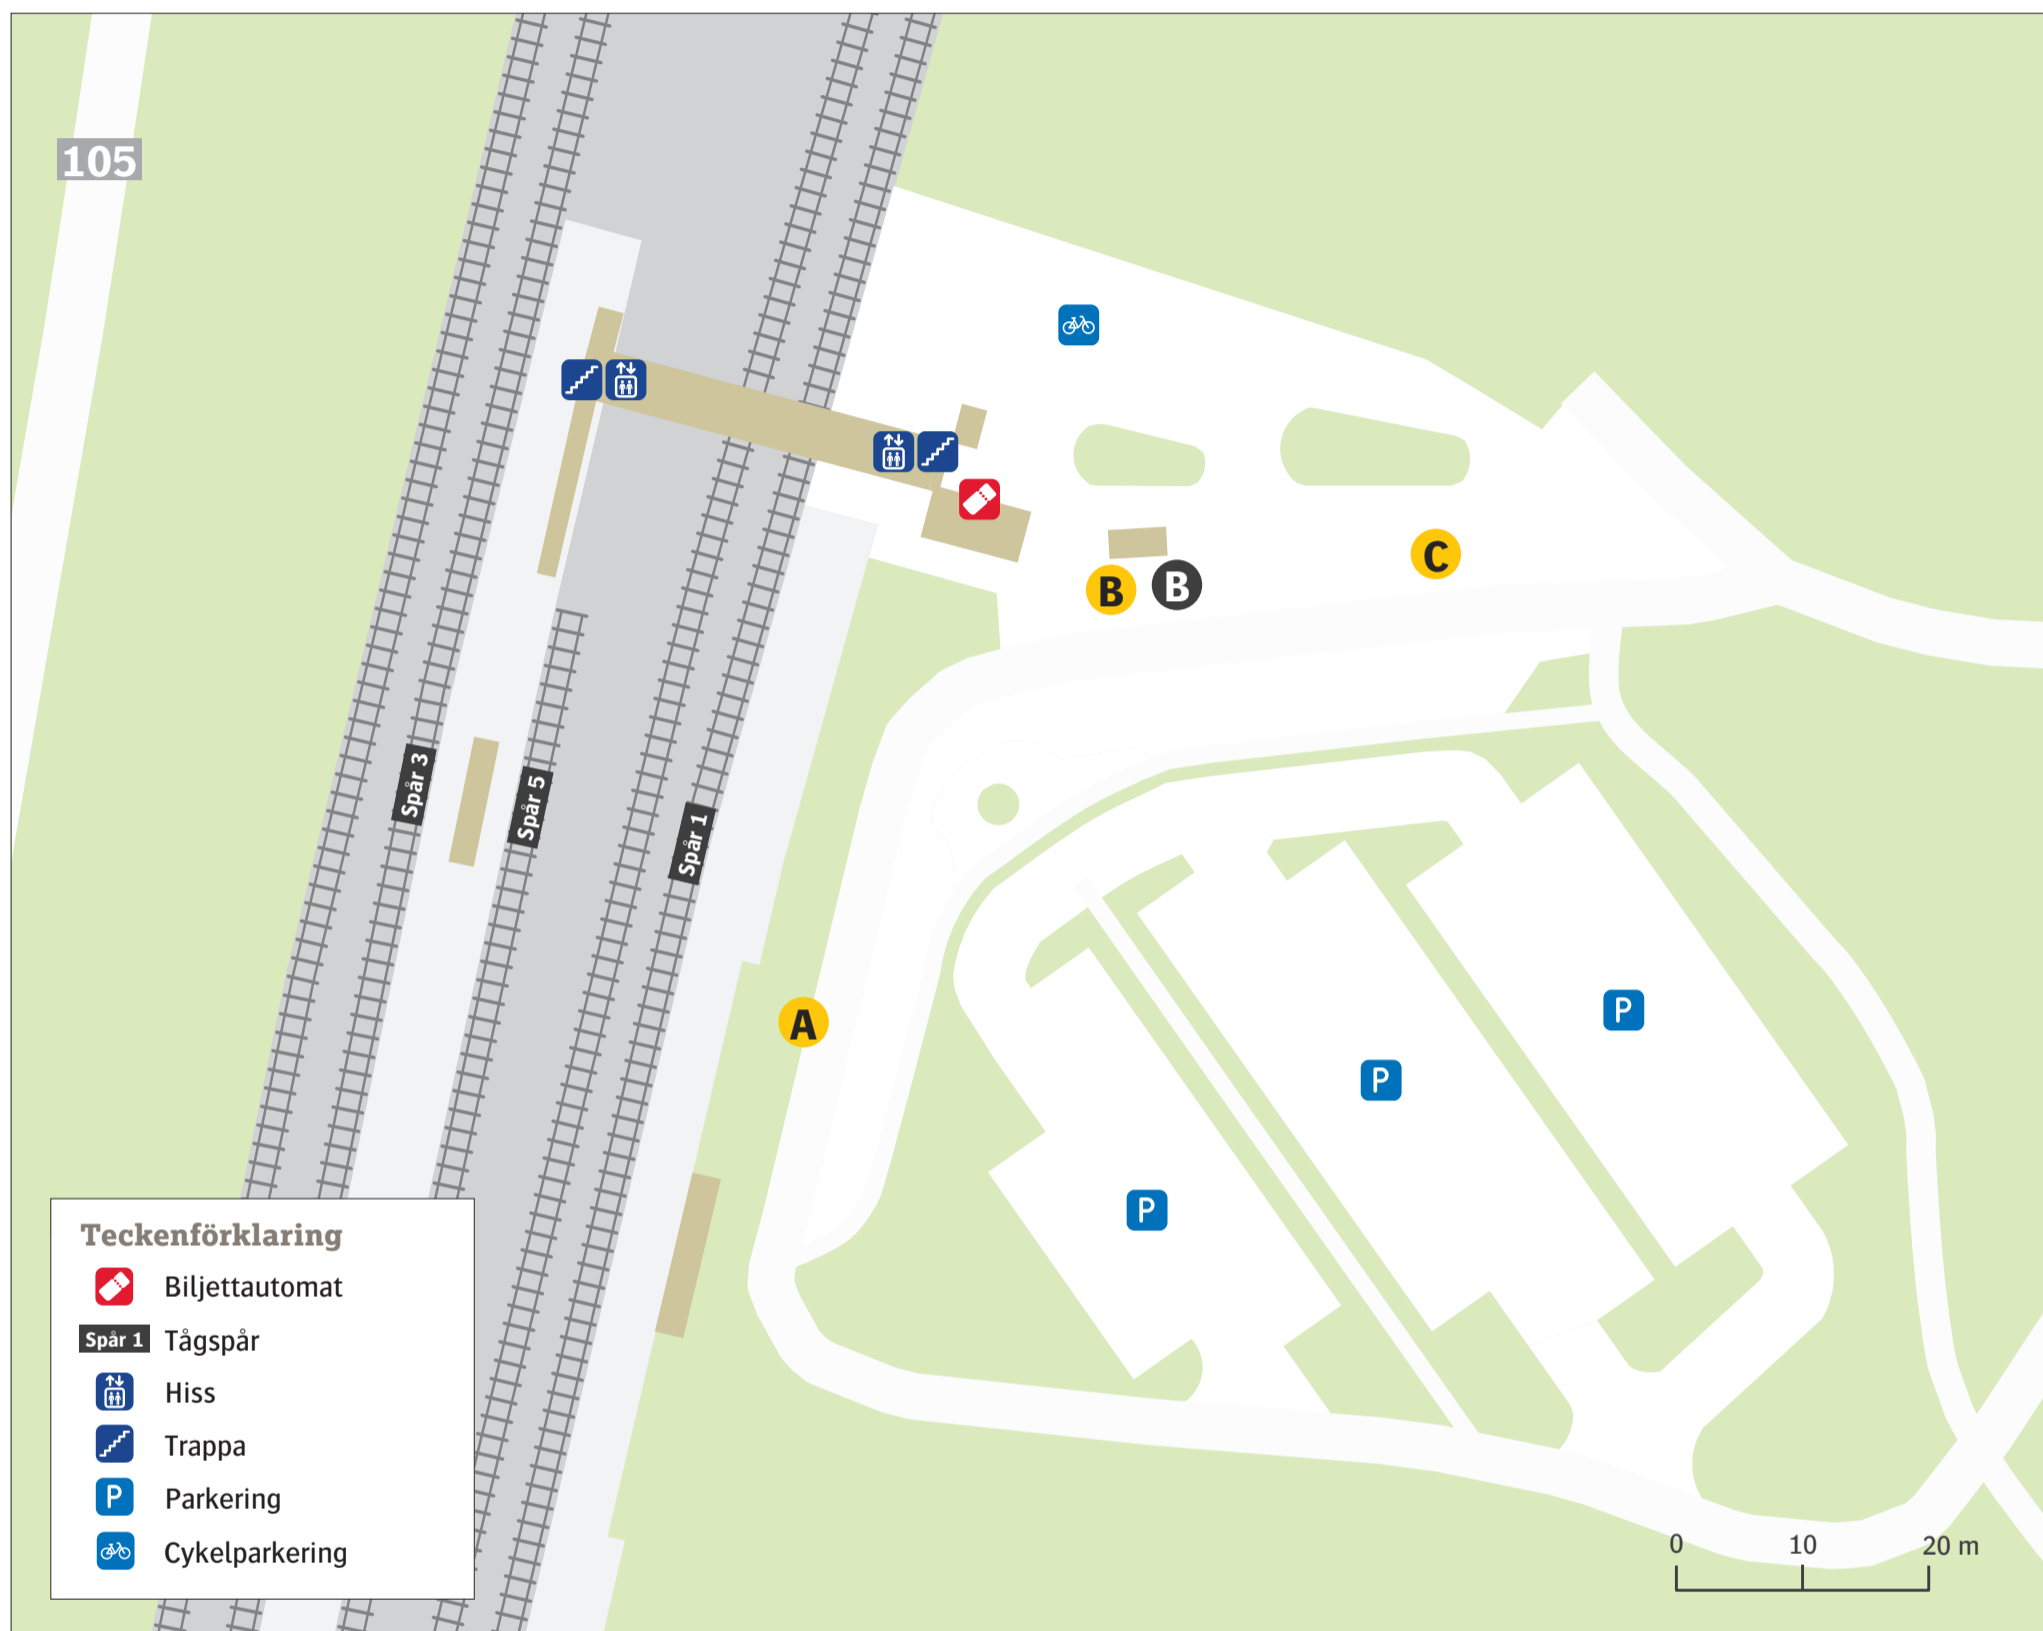 105
C
B
B
Spår 3
Spår 5
Spår 1
A
P
P
P
Teckenförklaring
Biljettautomat
Spår 1 Tågspår
Hiss
Trappa
P Parkering
Cykelparkering
0 10 20 m